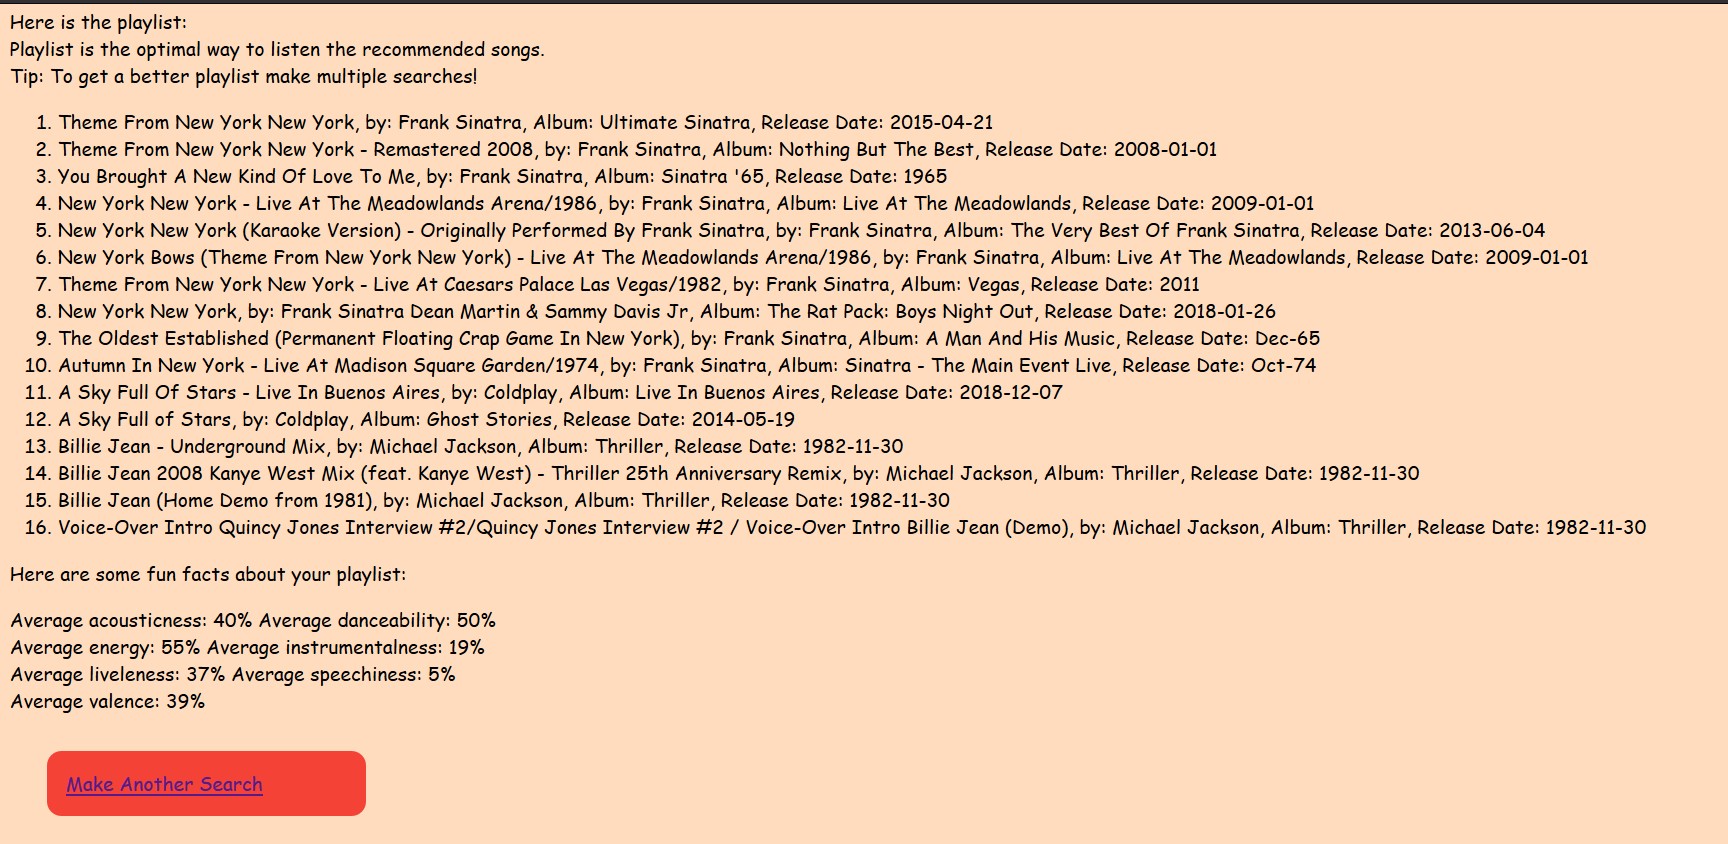 Here is the playlist:
Playlist is the optimal way to listen the recommended songs.
Tip: To get a better playlist make multiple searches!
1. Theme From New York New York, by: Frank Sinatra, Album: Ultimate Sinatra, Release Date: 2015-04-21
2. Theme From New York New York - Remastered 2008, by: Frank Sinatra, Album: Nothing But The Best, Release Date: 2008-01-01
3. You Brought A New Kind Of Love To Me, by: Frank Sinatra, Album: Sinatra '65, Release Date: 1965
4. New York New York - Live At The Meadowlands Arena/1986, by: Frank Sinatra, Album: Live At The Meadowlands, Release Date: 2009-01-01
5. New York New York (Karaoke Version) - Originally Performed By Frank Sinatra, by: Frank Sinatra, Album: The Very Best Of Frank Sinatra, Release Date: 2013-06-04
6. New York Bows (Theme From New York New York) - Live At The Meadowlands Arena/1986, by: Frank Sinatra, Album: Live At The Meadowlands, Release Date: 2009-01-01
7. Theme From New York New York - Live At Caesars Palace Las Vegas/1982, by: Frank Sinatra, Album: Vegas, Release Date: 2011
8. New York New York, by: Frank Sinatra Dean Martin & Sammy Davis Jr, Album: The Rat Pack: Boys Night Out, Release Date: 2018-01-26
9. The Oldest Established (Permanent Floating Crap Game In New York), by: Frank Sinatra, Album: A Man And His Music, Release Date: Dec-65
10. Autumn In New York - Live At Madison Square Garden/1974, by: Frank Sinatra, Album: Sinatra - The Main Event Live, Release Date: Oct-74
11. A Sky Full Of Stars - Live In Buenos Aires, by: Coldplay, Album: Live In Buenos Aires, Release Date: 2018-12-07
12. A Sky Full of Stars, by: Coldplay, Album: Ghost Stories, Release Date: 2014-05-19
13. Billie Jean - Underground Mix, by: Michael Jackson, Album: Thriller, Release Date: 1982-11-30
14. Billie Jean 2008 Kanye West Mix (feat. Kanye West) - Thriller 25th Anniversary Remix, by: Michael Jackson, Album: Thriller, Release Date: 1982-11-30
15. Billie Jean (Home Demo from 1981), by: Michael Jackson, Album: Thriller, Release Date: 1982-11-30
16. Voice-Over Intro Quincy Jones Interview #2/Quincy Jones Interview #2 / Voice-Over Intro Billie Jean (Demo), by: Michael Jackson, Album: Thriller, Release Date: 1982-11-30
Here are some fun facts about your playlist:
Average acousticness: 40% Average danceability: 50%
Average energy: 55% Average instrumentalness: 19%
Average liveleness: 37% Average speechiness: 5%
Average valence: 39%
Make Another Search